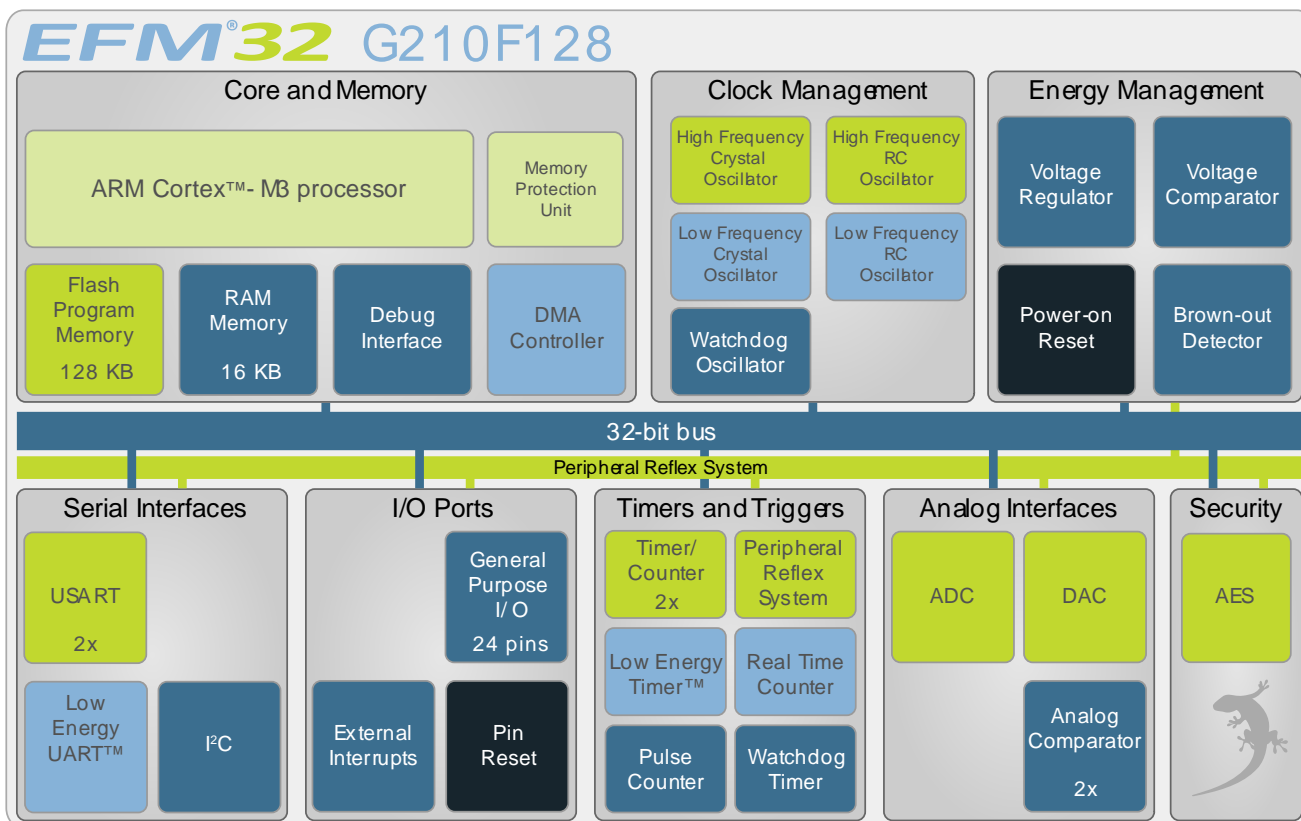 EFM®32 G210F128
Core and Memory
ARM Cortex™- M3 processor
Memory
Protection
Unit
Flash
Program
Memory
128 KB
RAM
Memory
16 KB
Debug
Interface
DMA
Controller
Clock Management
High Frequency
Crystal
Oscillator
High Frequency
RC
Oscillator
Low Frequency
Crystal
Oscillator
Low Frequency
RC
Oscillator
Watchdog
Oscillator
Energy Management
Voltage
Regulator
Voltage
Comparator
Power-on
Reset
Brown-out
Detector
32-bit bus
Peripheral Reflex System
Serial Interfaces
USART
2x
Low
Energy
UART™
I²C
I/O Ports
General
Purpose
I/ O
24 pins
External
Interrupts
Pin
Reset
Timers and Triggers
Timer/
Counter
2x
Peripheral
Reflex
System
Low Energy
Timer™
Real Time
Counter
Pulse
Counter
Watchdog
Timer
Analog Interfaces
ADC
DAC
Analog
Comparator
2x
Security
AES